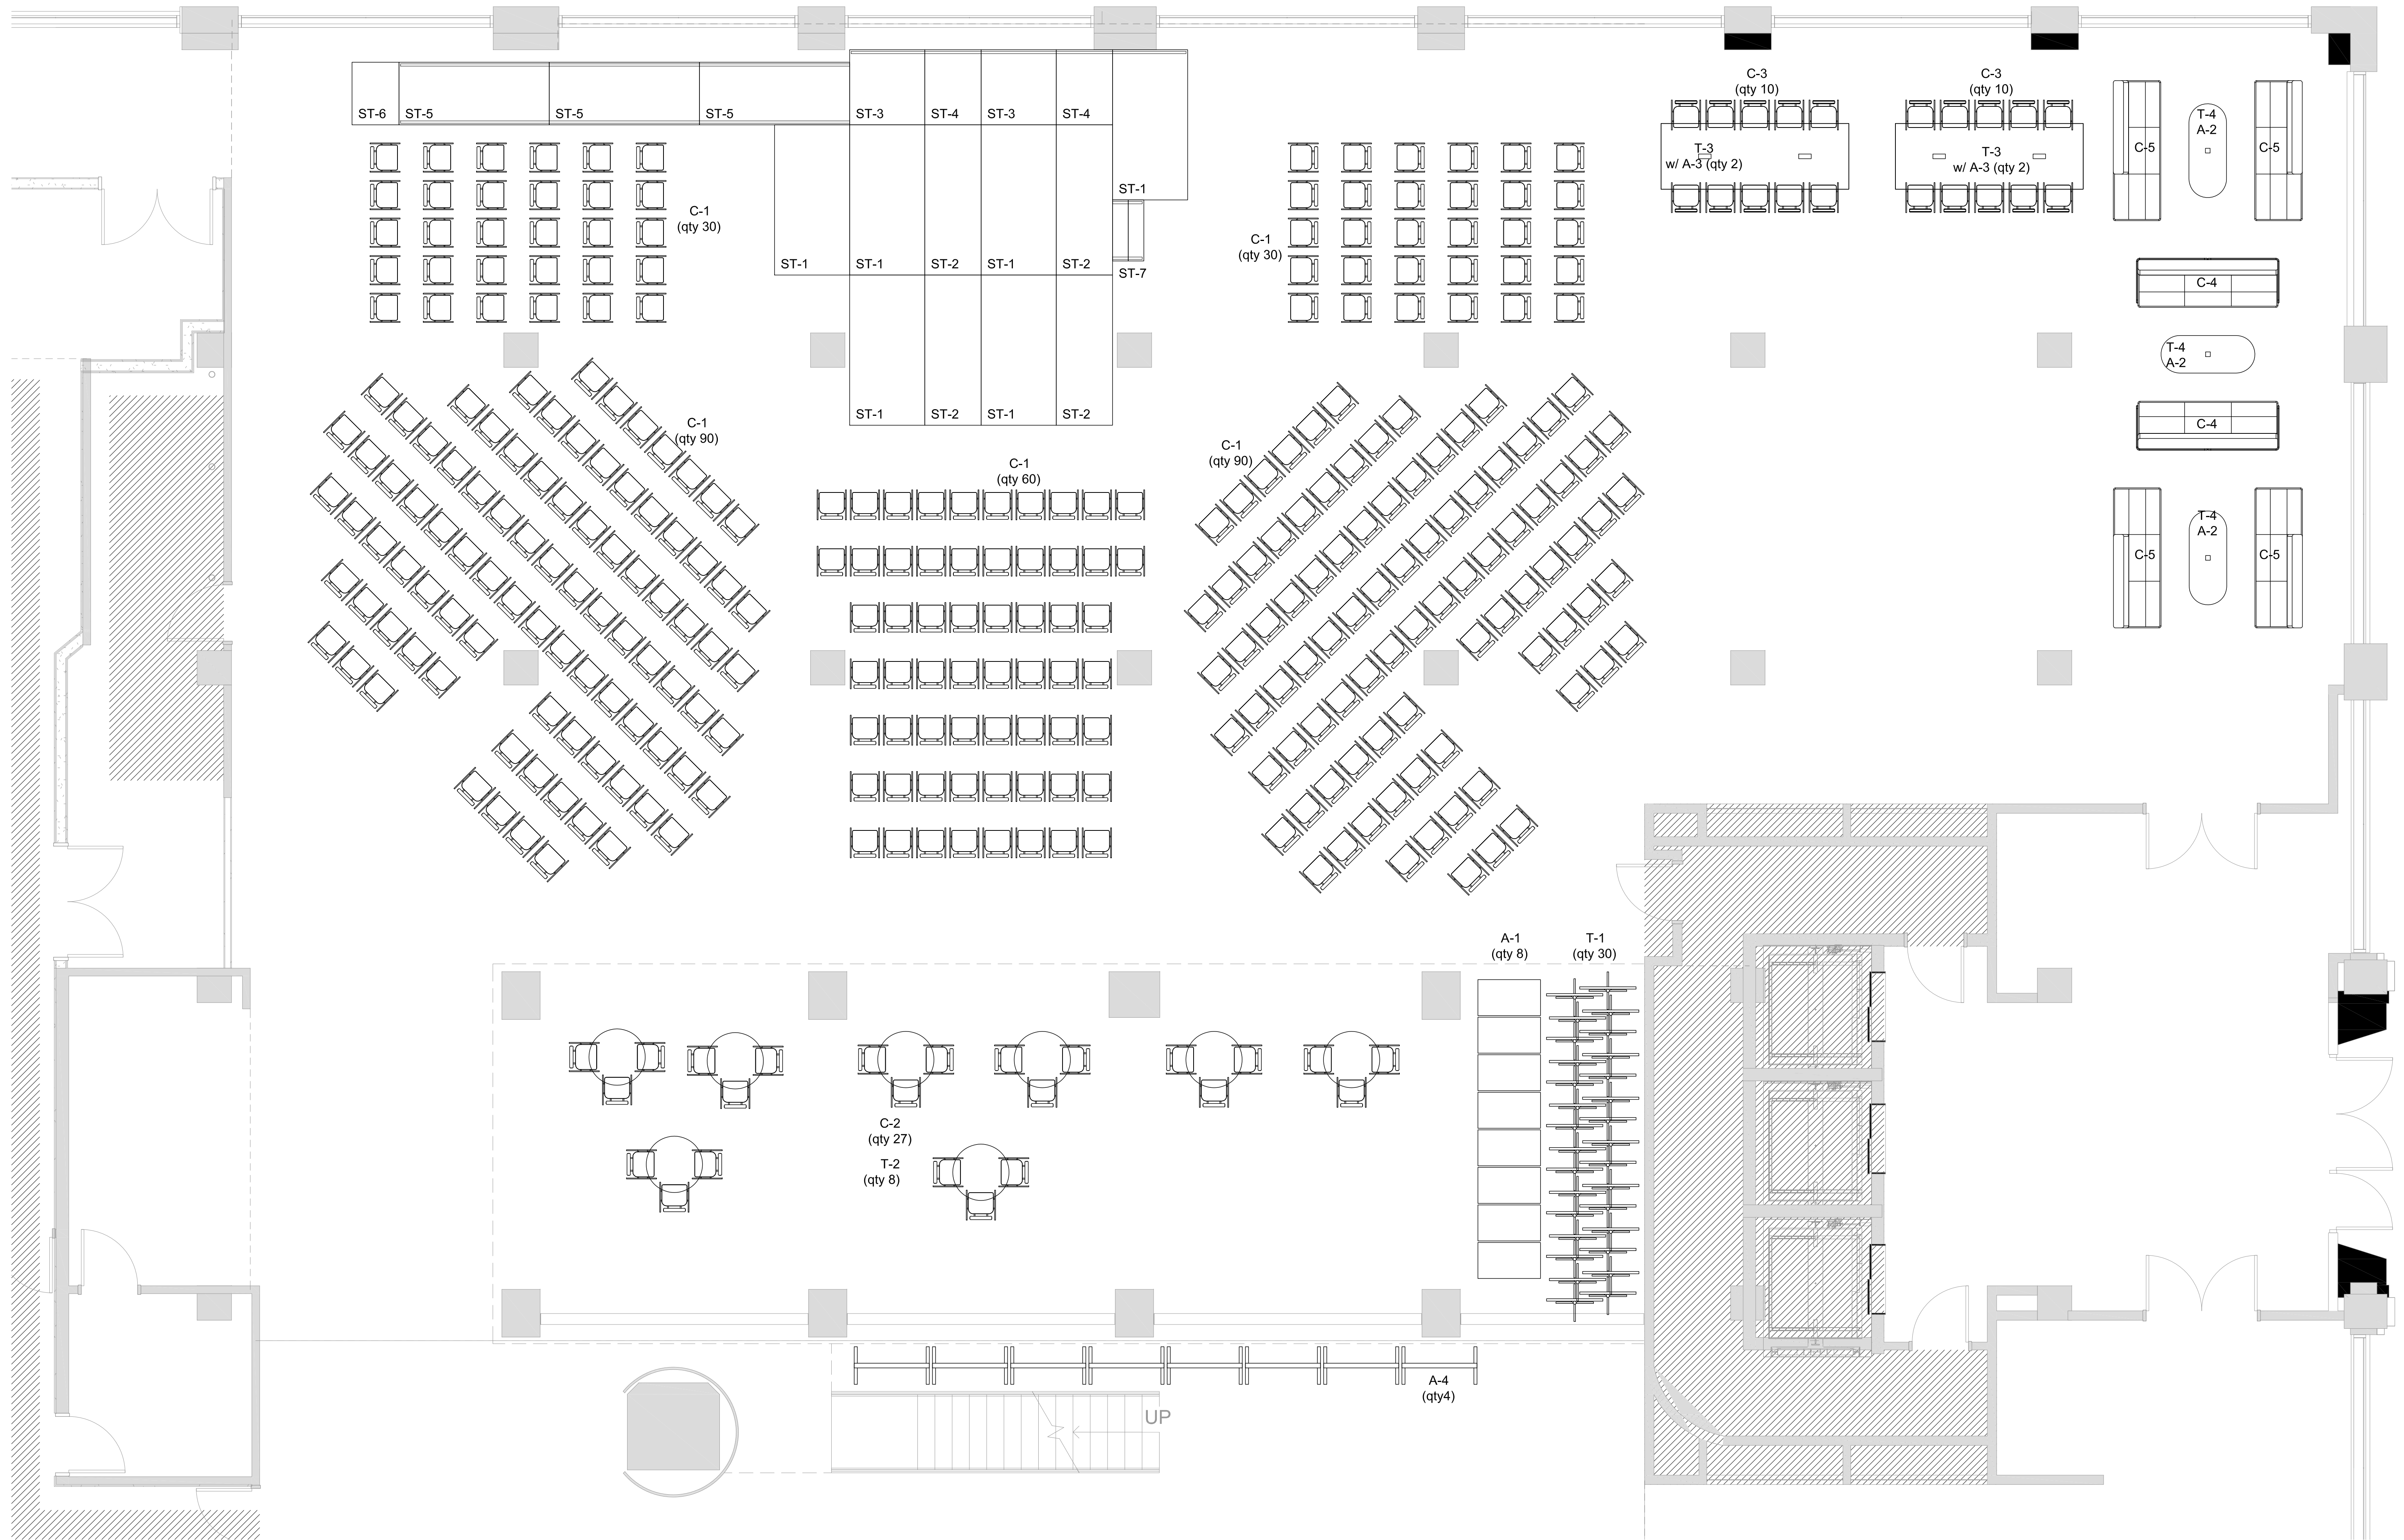 C-3
(qty 10)
C-3
(qty 10)
ST-6
ST-5
ST-5
ST-5
ST-3
ST-4
ST-3
ST-4
T-4
A-2
C-5
C-5
T-3
w/ A-3 (qty 2)
T-3
w/ A-3 (qty 2)
ST-1
C-1
(qty 30)
C-1
(qty 30)
ST-1
ST-1
ST-2
ST-1
ST-2
ST-7
C-4
T-4
A-2
ST-1
ST-2
ST-1
ST-2
C-4
C-1
(qty 90)
C-1
(qty 90)
C-1
(qty 60)
T-4
A-2
C-5
C-5
A-1
(qty 8)
T-1
(qty 30)
C-2
(qty 27)
T-2
(qty 8)
A-4
(qty4)
UP